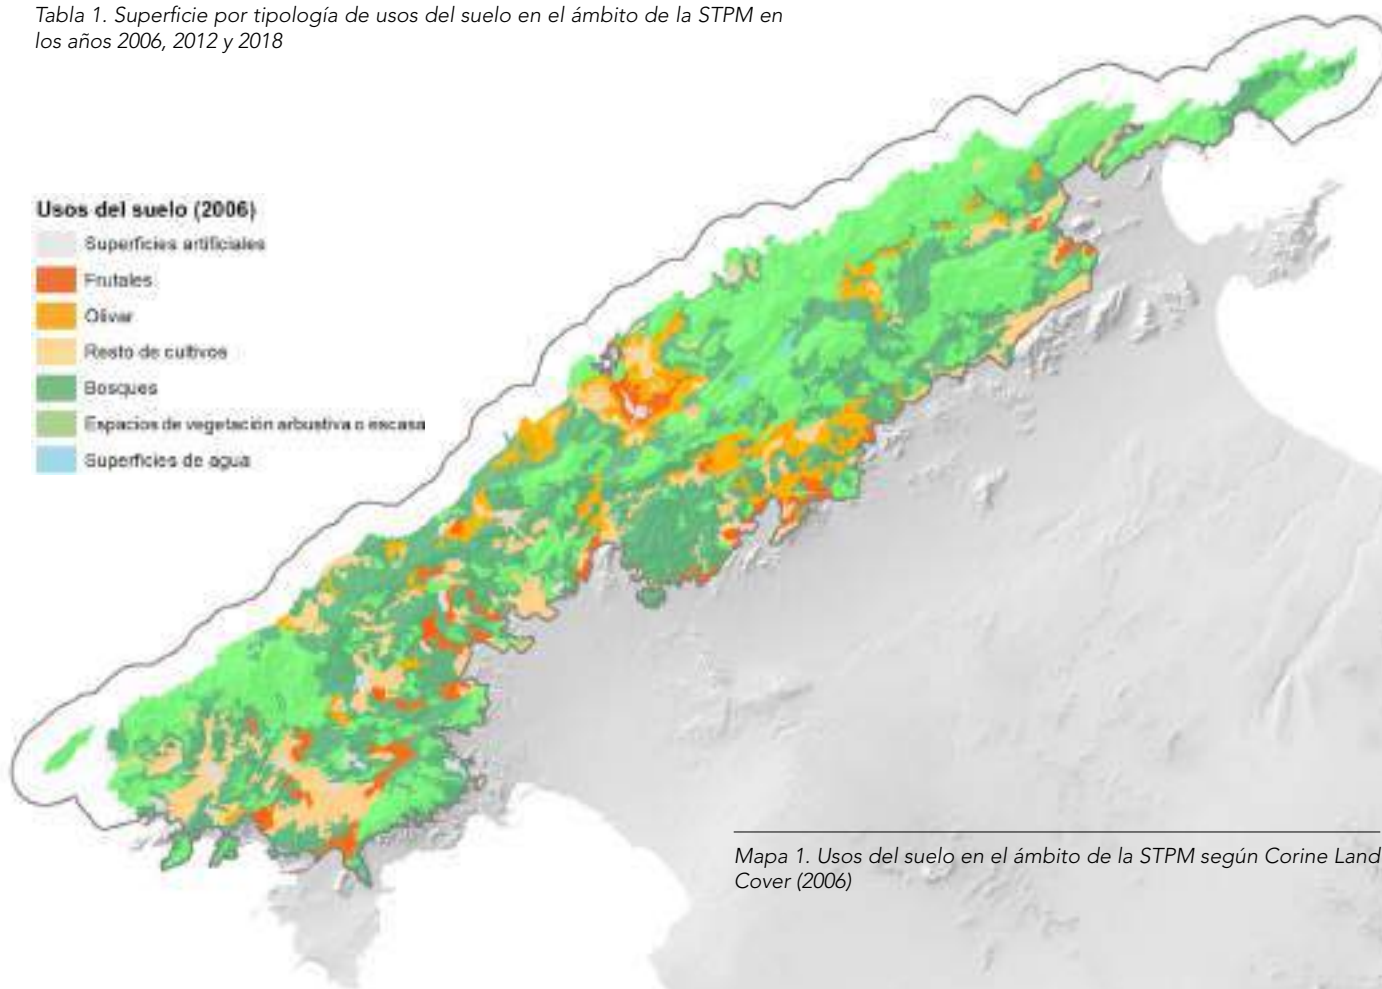 Tabla 1. Superficie por tipología de usos del suelo en el ámbito de la STPM en
los años 2006, 2012 y 2018
Usos del suelo (2006)
Superficies artificiales
Frutales
Olivar
Resto de cultivos
Bosques
Espacios de vegetación arbustiva o escasa
Superficies de agua
Mapa 1. Usos del suelo en el ámbito de la STPM según Corine Land
Cover (2006)